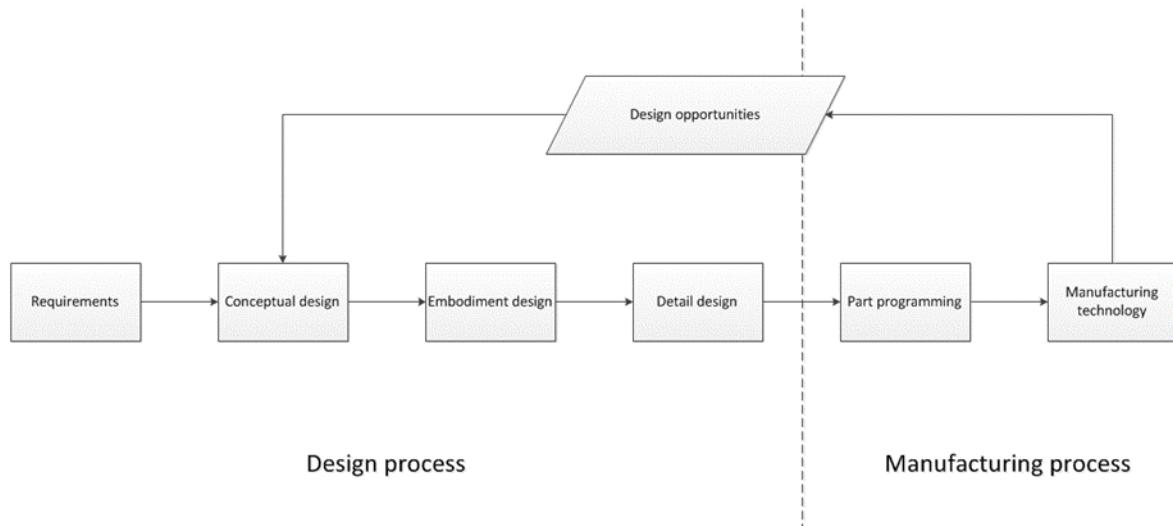 Design opportunities
Requirements
Conceptual design
Embodiment design
Detail design
Part programming
Manufacturing
technology
Design process
Manufacturing process